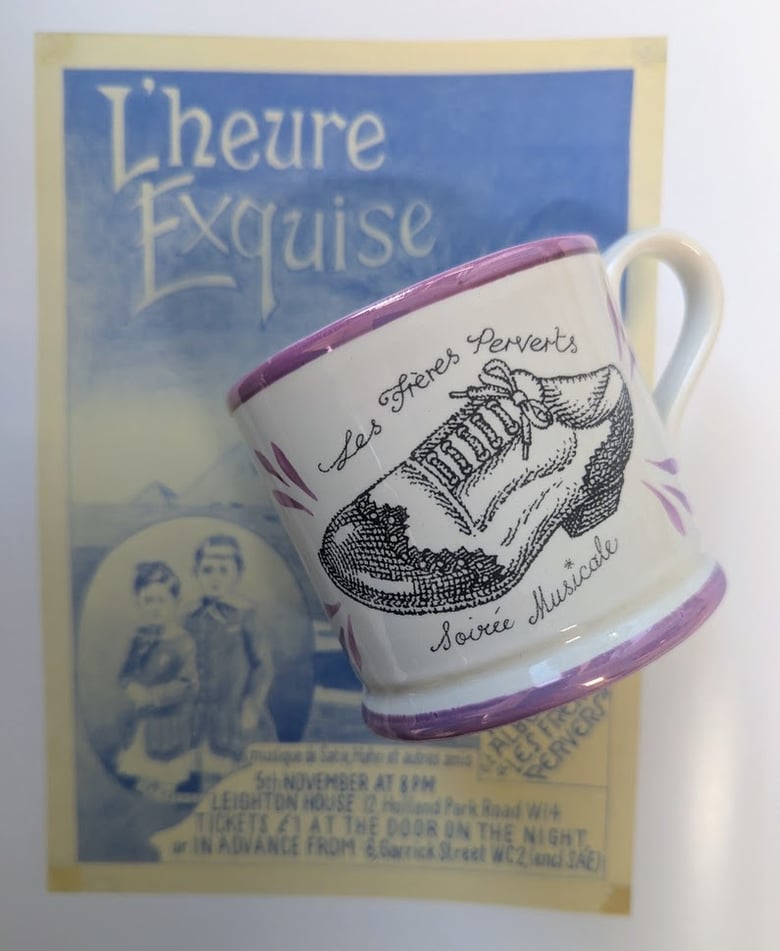 L'heure
Exquise
Les Frères Perverts
Soirée Musicale
musique de Satie, Hahn et autres amis
LES FRÈRES
PERVERS
5th NOVEMBER AT 8PM
LEIGHTON HOUSE 12 Holland Park Road W14
TICKETS £1 AT THE DOOR ON THE NIGHT
or IN ADVANCE FROM 6, Garrick Street WC2, (encl SAE)